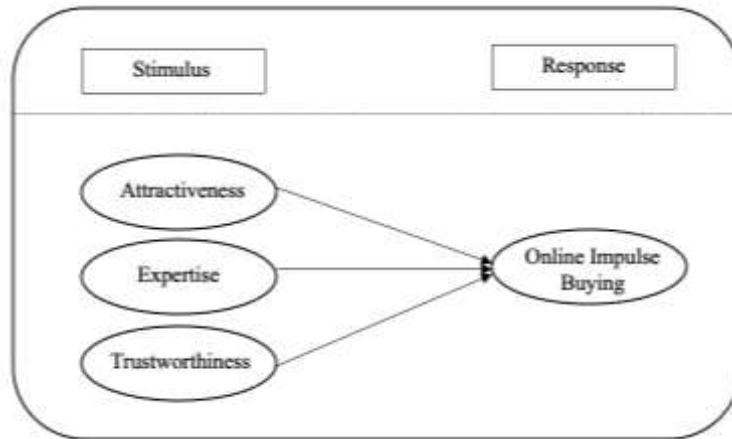 Stimulus
Response
Attractiveness
Expertise
Trustworthiness
Online Impulse
Buying